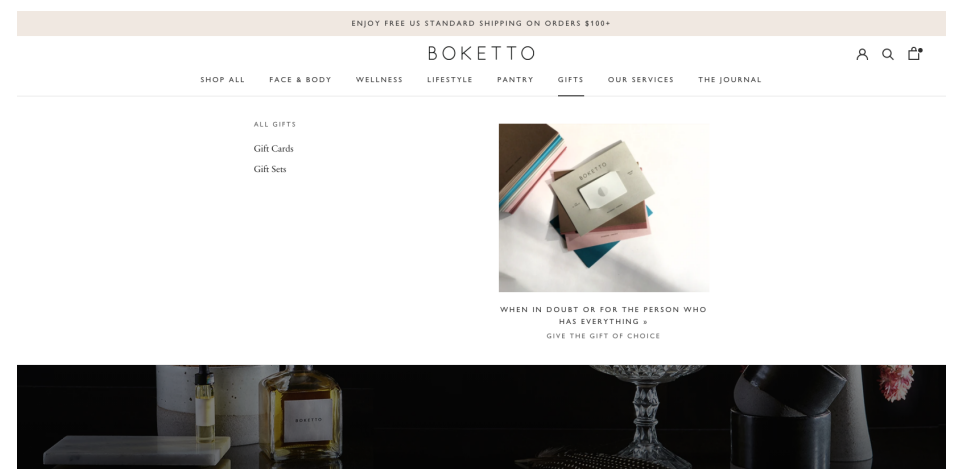 ENJOY FREE US STANDARD SHIPPING ON ORDERS $100+
BOKETTO
SHOP ALL FACE & BODY WELLNESS LIFESTYLE PANTRY GIFTS OUR SERVICES THE JOURNAL
ALL GIFTS
Gift Cards
Gift Sets
BOKETTO
WHEN IN DOUBT OR FOR THE PERSON WHO
HAS EVERYTHING »
GIVE THE GIFT OF CHOICE
BOKETTO